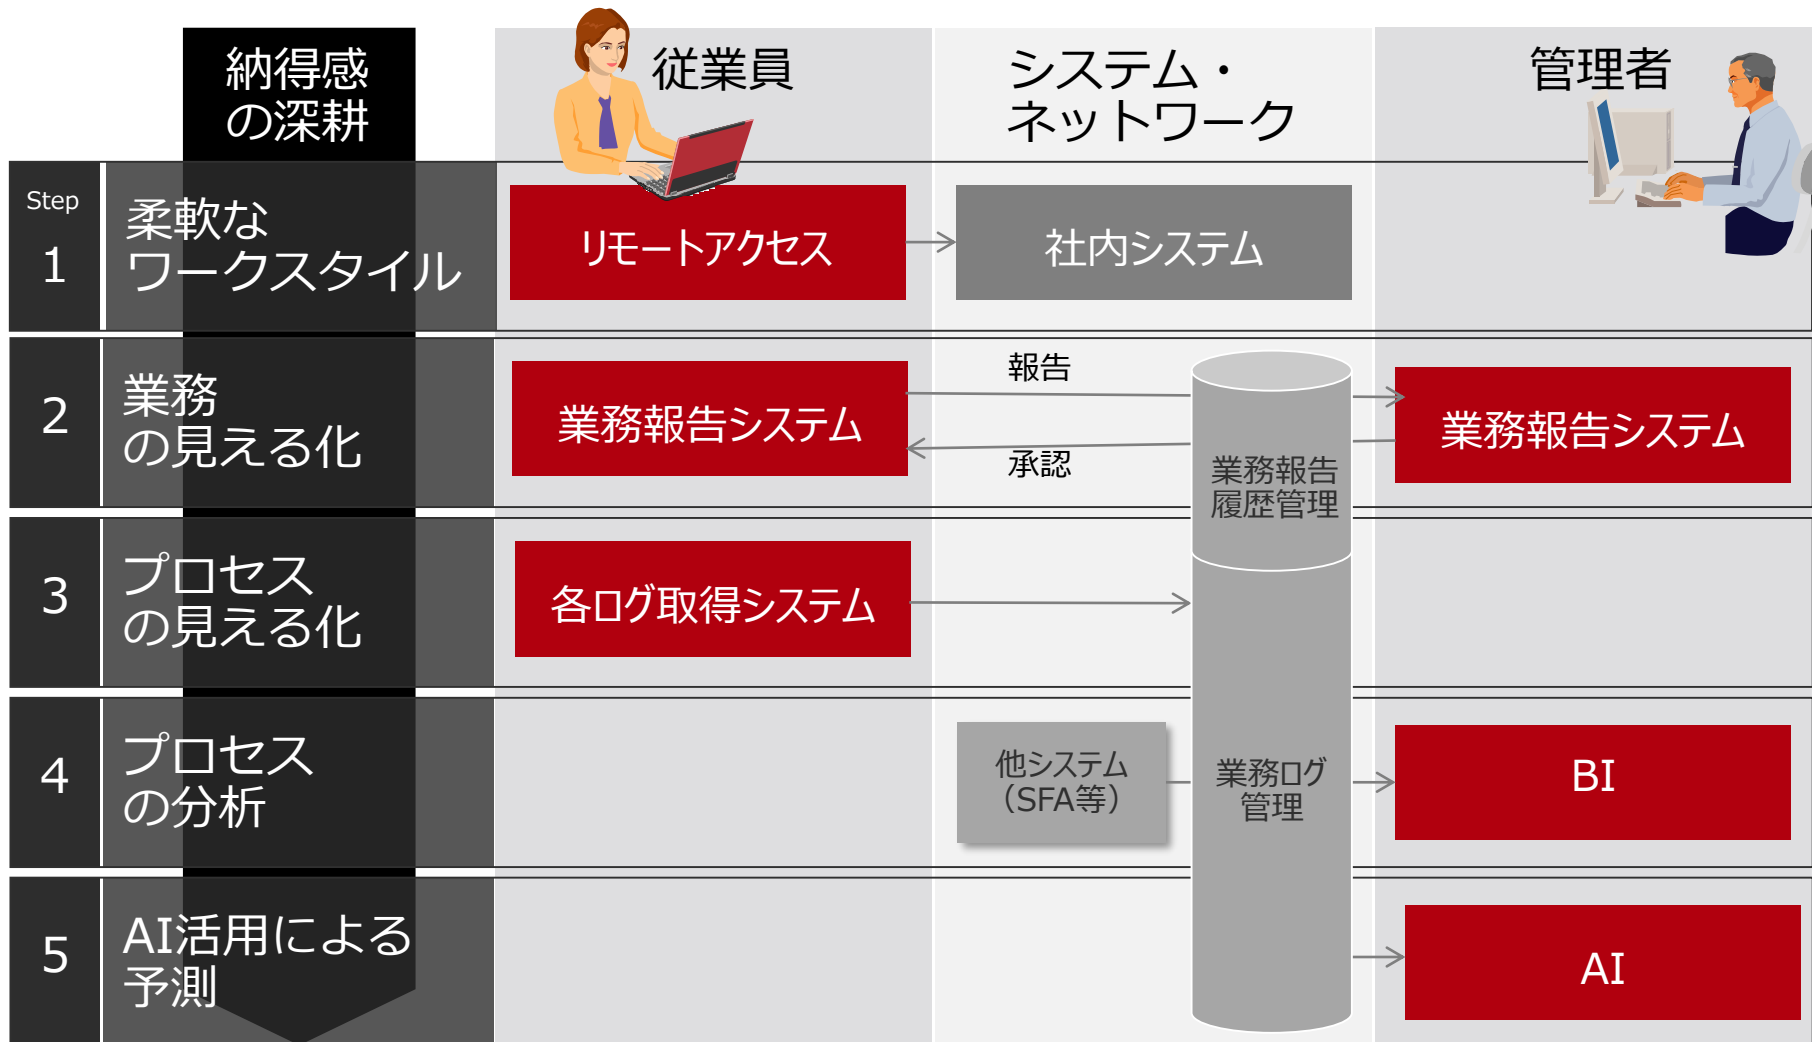 納得感
の深耕
従業員
システム・
ネットワーク
管理者
Step
1
柔軟な
ワークスタイル
リモートアクセス
社内システム
2
業務
の見える化
業務報告システム
報告
承認
業務報告
履歴管理
業務報告システム
3
プロセス
の見える化
各ログ取得システム
4
プロセス
の分析
他システム
（SFA等）
業務ログ
管理
BI
5
AI活用による
予測
AI